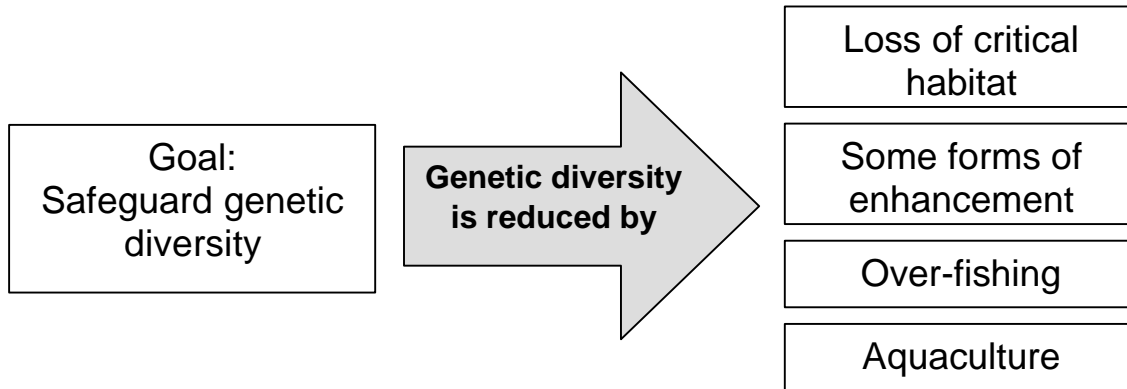 Goal:
Safeguard genetic
diversity
Genetic diversity
is reduced by
Loss of critical
habitat
Some forms of
enhancement
Over-fishing
Aquaculture